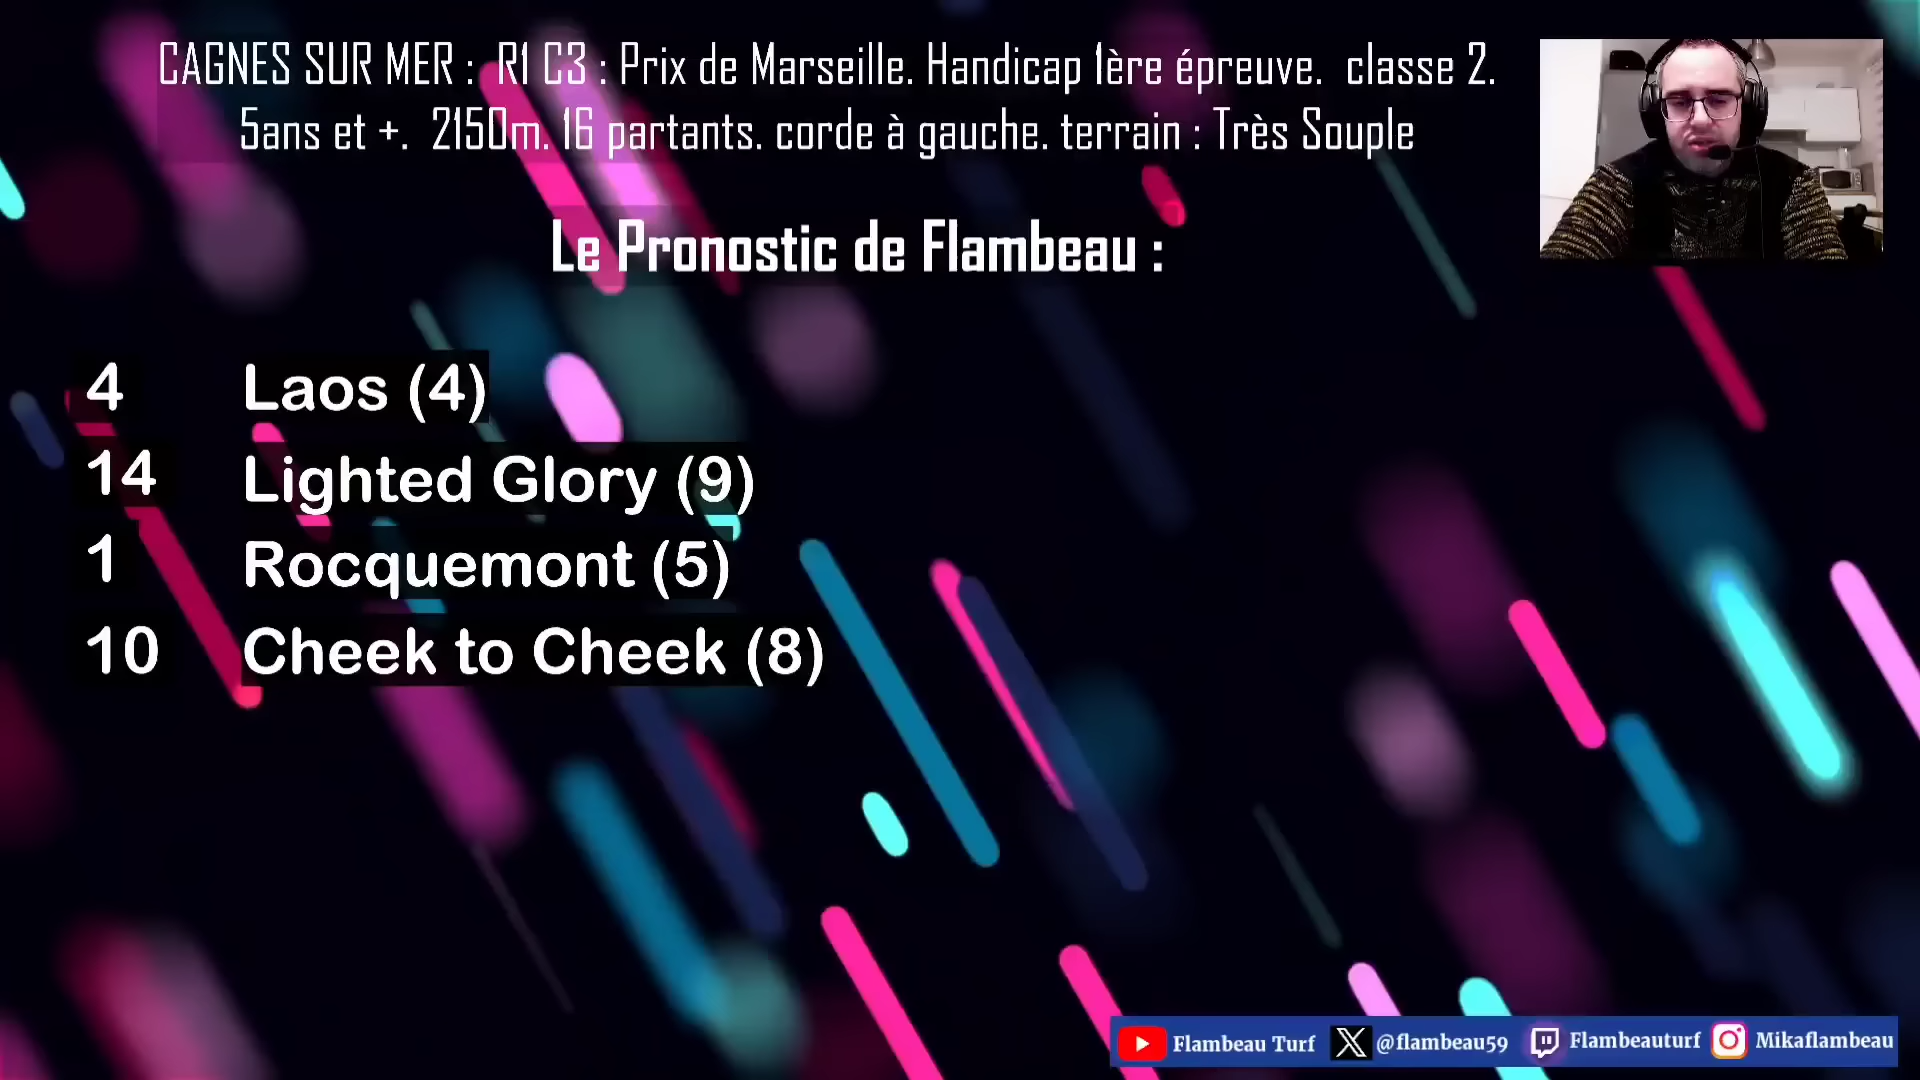 CAGNES SUR MER : R1 C3 : Prix de Marseille. Handicap 1ère épreuve. classe 2.
5ans et +. 2150m. 16 partants. corde à gauche. terrain : Très Souple
Le Pronostic de Flambeau :
4 Laos (4)
14 Lighted Glory (9)
1 Rocquemont (5)
10 Cheek to Cheek (8)
Flambeau Turf @flambeau59 Flambeauturf Mikaflambeau